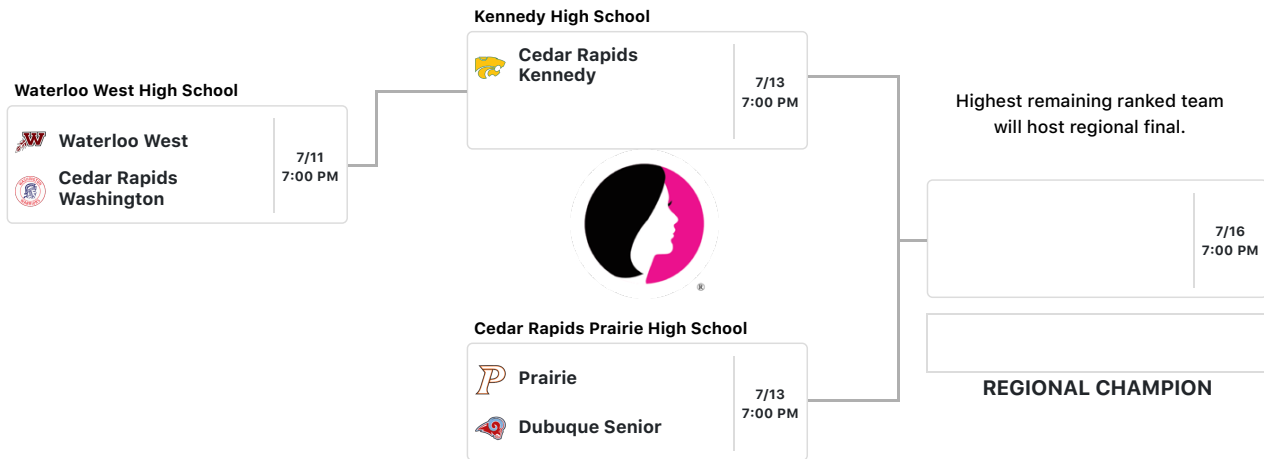 Waterloo West High School
Waterloo West
Cedar Rapids
Washington
7/11
7:00 PM
Kennedy High School
Cedar Rapids
Kennedy
7/13
7:00 PM
®
Cedar Rapids Prairie High School
P
Prairie
Dubuque Senior
7/13
7:00 PM
Highest remaining ranked team
will host regional final.
7/16
7:00 PM
REGIONAL CHAMPION
W